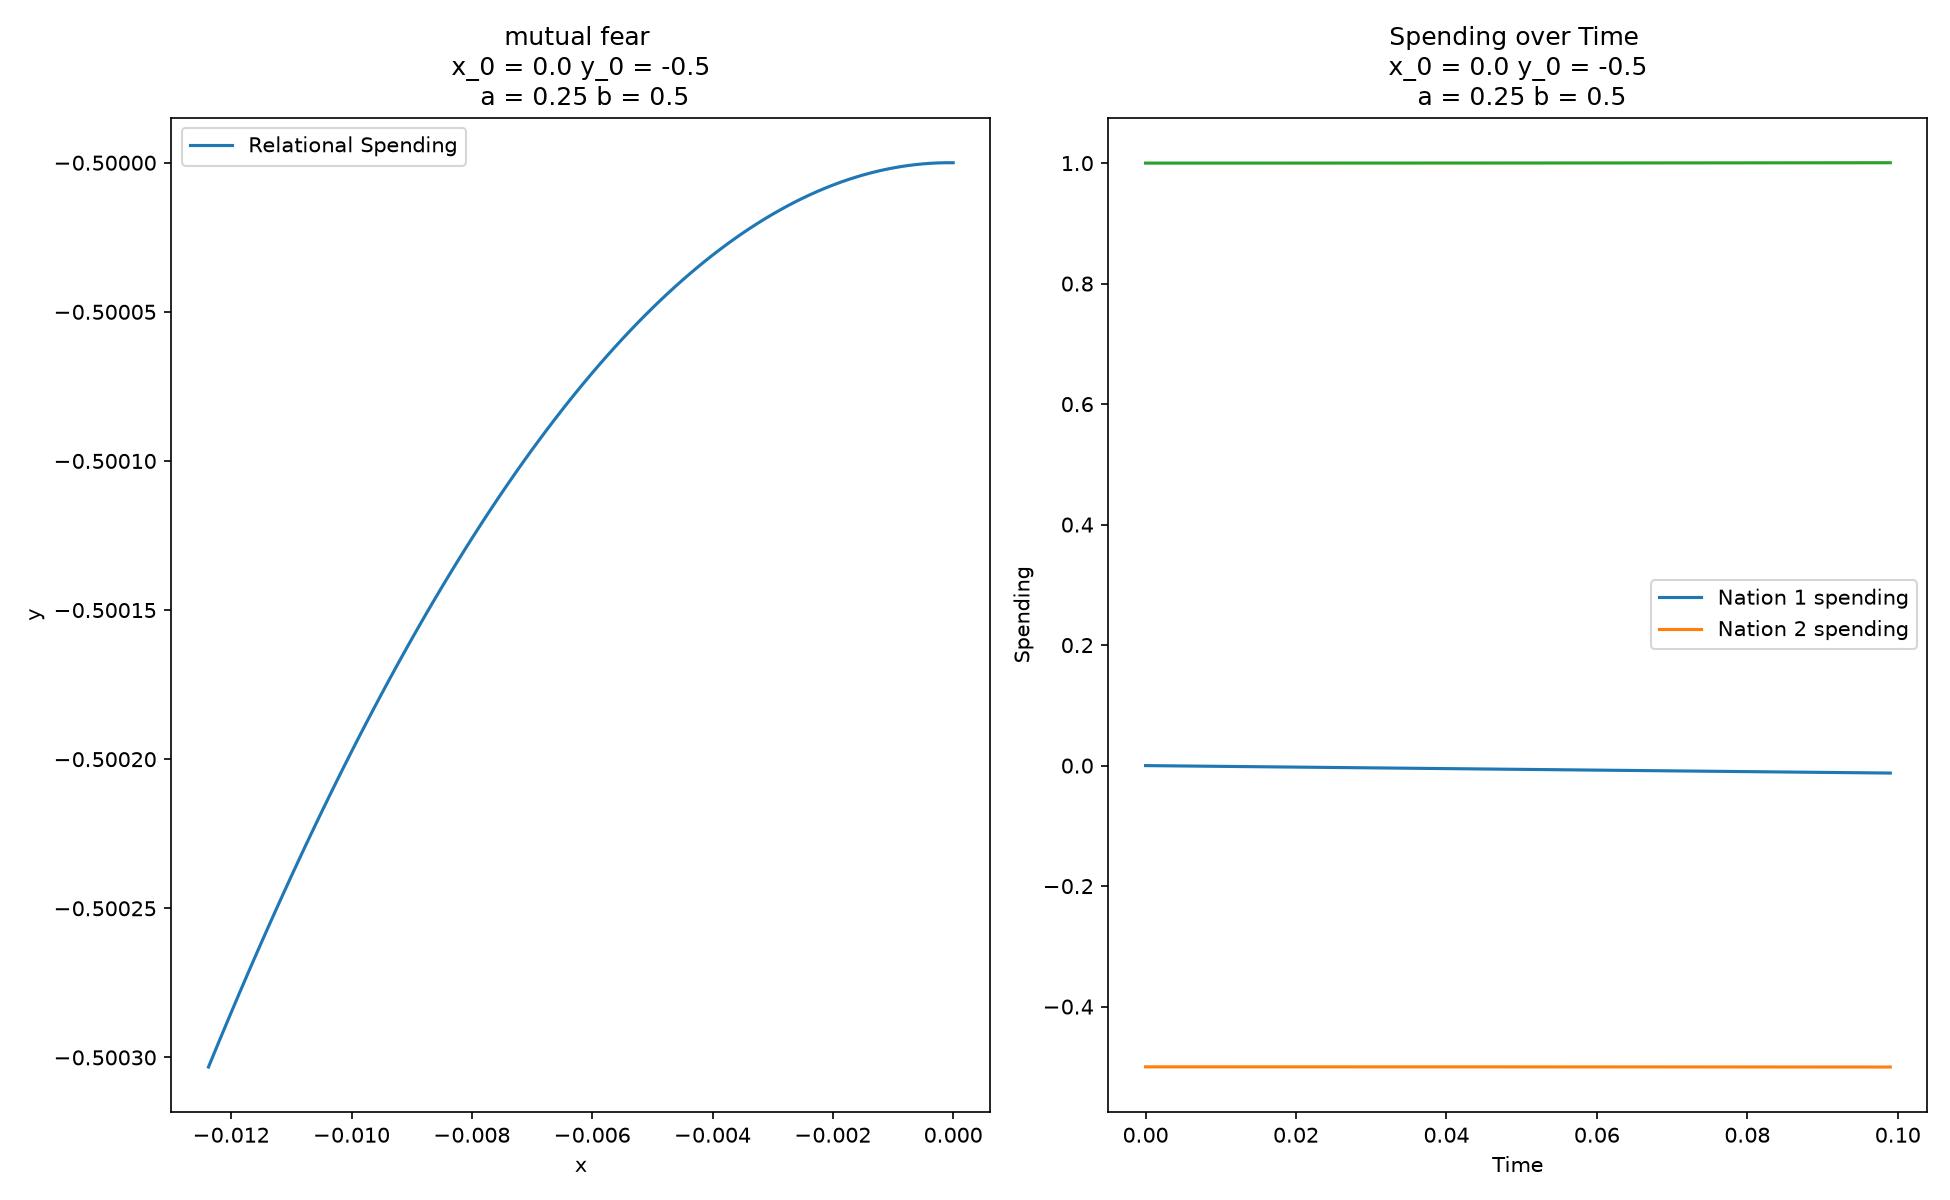 mutual fear
x_0 = 0.0 y_0 = -0.5
a = 0.25 b = 0.5
Relational Spending
−0.50000
−0.50005
−0.50010
−0.50015
−0.50020
−0.50025
−0.50030
y
−0.012
−0.010
−0.008
−0.006
−0.004
−0.002
0.000
x
Spending over Time
x_0 = 0.0 y_0 = -0.5
a = 0.25 b = 0.5
1.0
0.8
0.6
0.4
0.2
0.0
−0.2
−0.4
Spending
Nation 1 spending
Nation 2 spending
0.00
0.02
0.04
0.06
0.08
0.10
Time